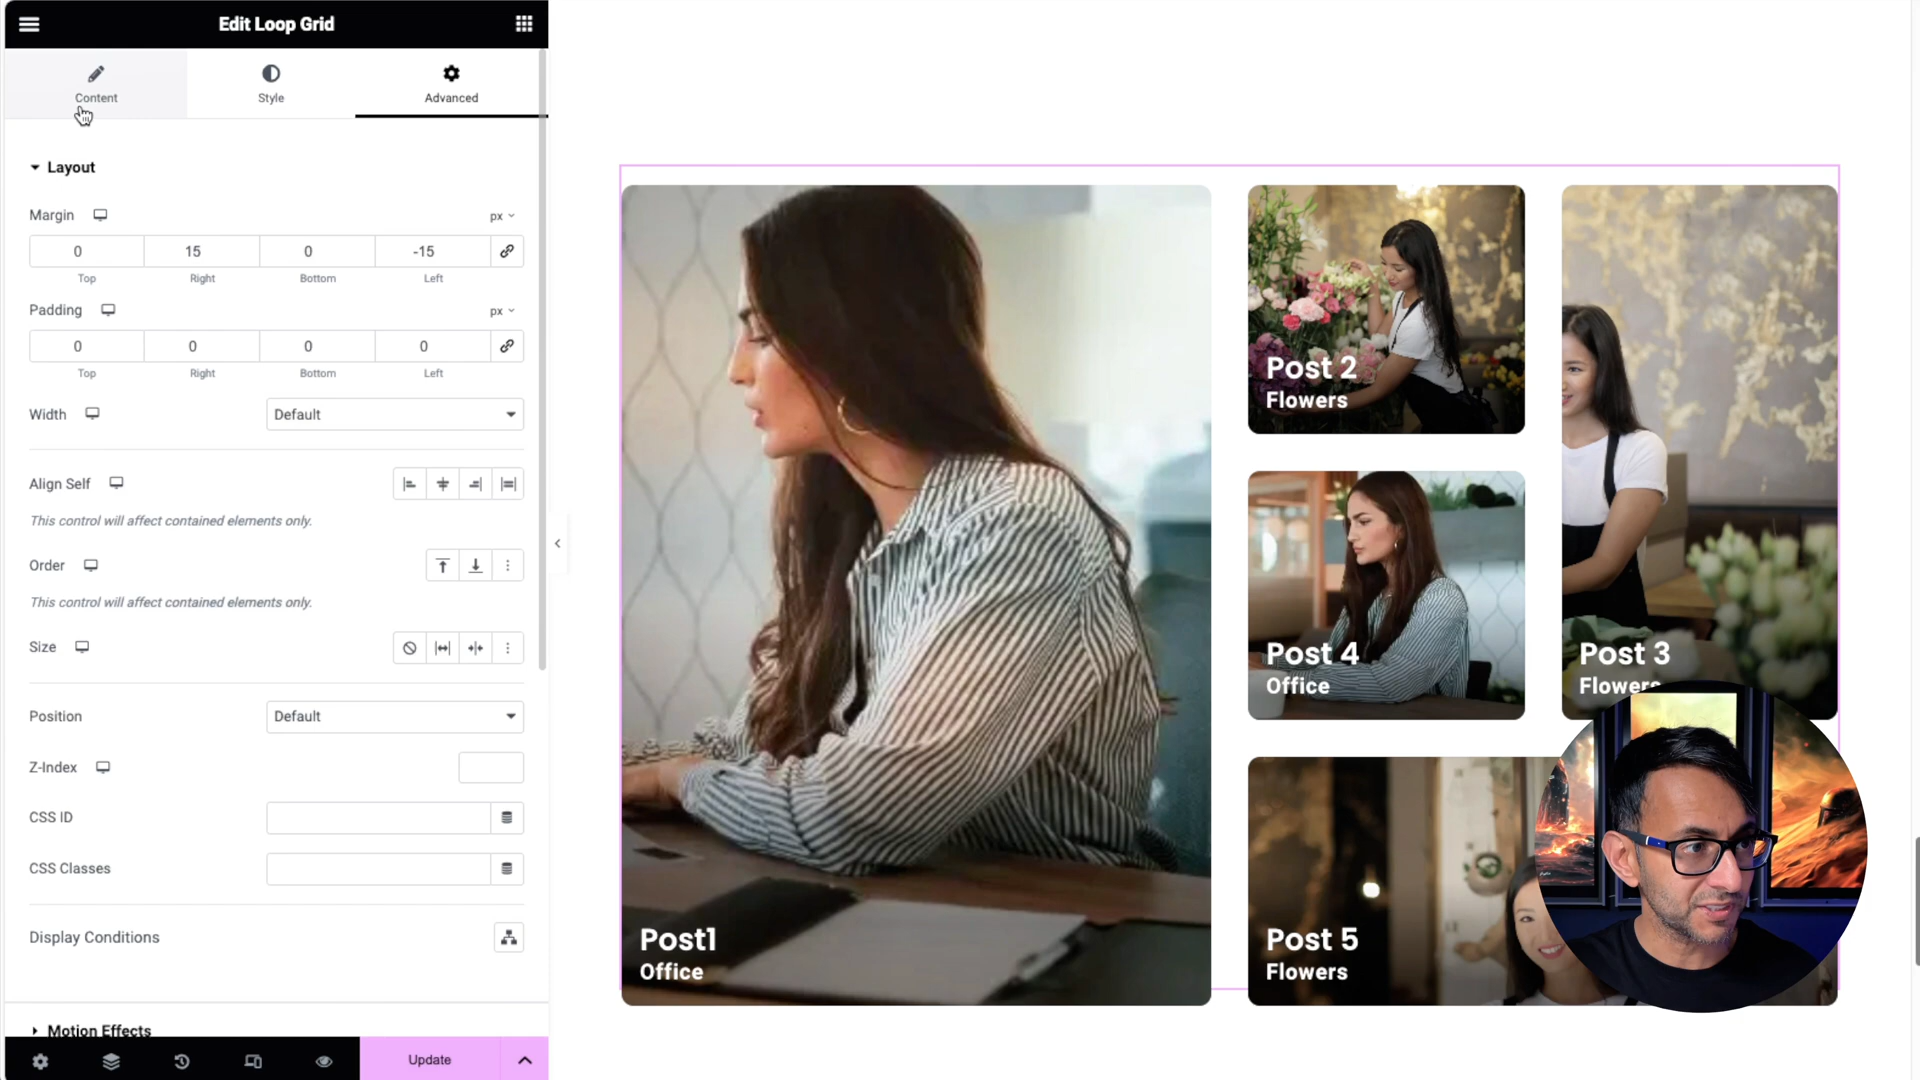 Edit Loop Grid
Content
Style
Advanced
Layout
Margin
px
0
15
0
-15
Top
Right
Bottom
Left
Padding
px
0
0
0
0
Top
Right
Bottom
Left
Width
Default
Align Self
This control will affect contained elements only.
Order
This control will affect contained elements only.
Size
Position
Default
Z-Index
CSS ID
CSS Classes
Display Conditions
Motion Effects
Update
Post1
Office
Post 2
Flowers
Post 4
Office
Post 3
Flowers
Post 5
Flowers